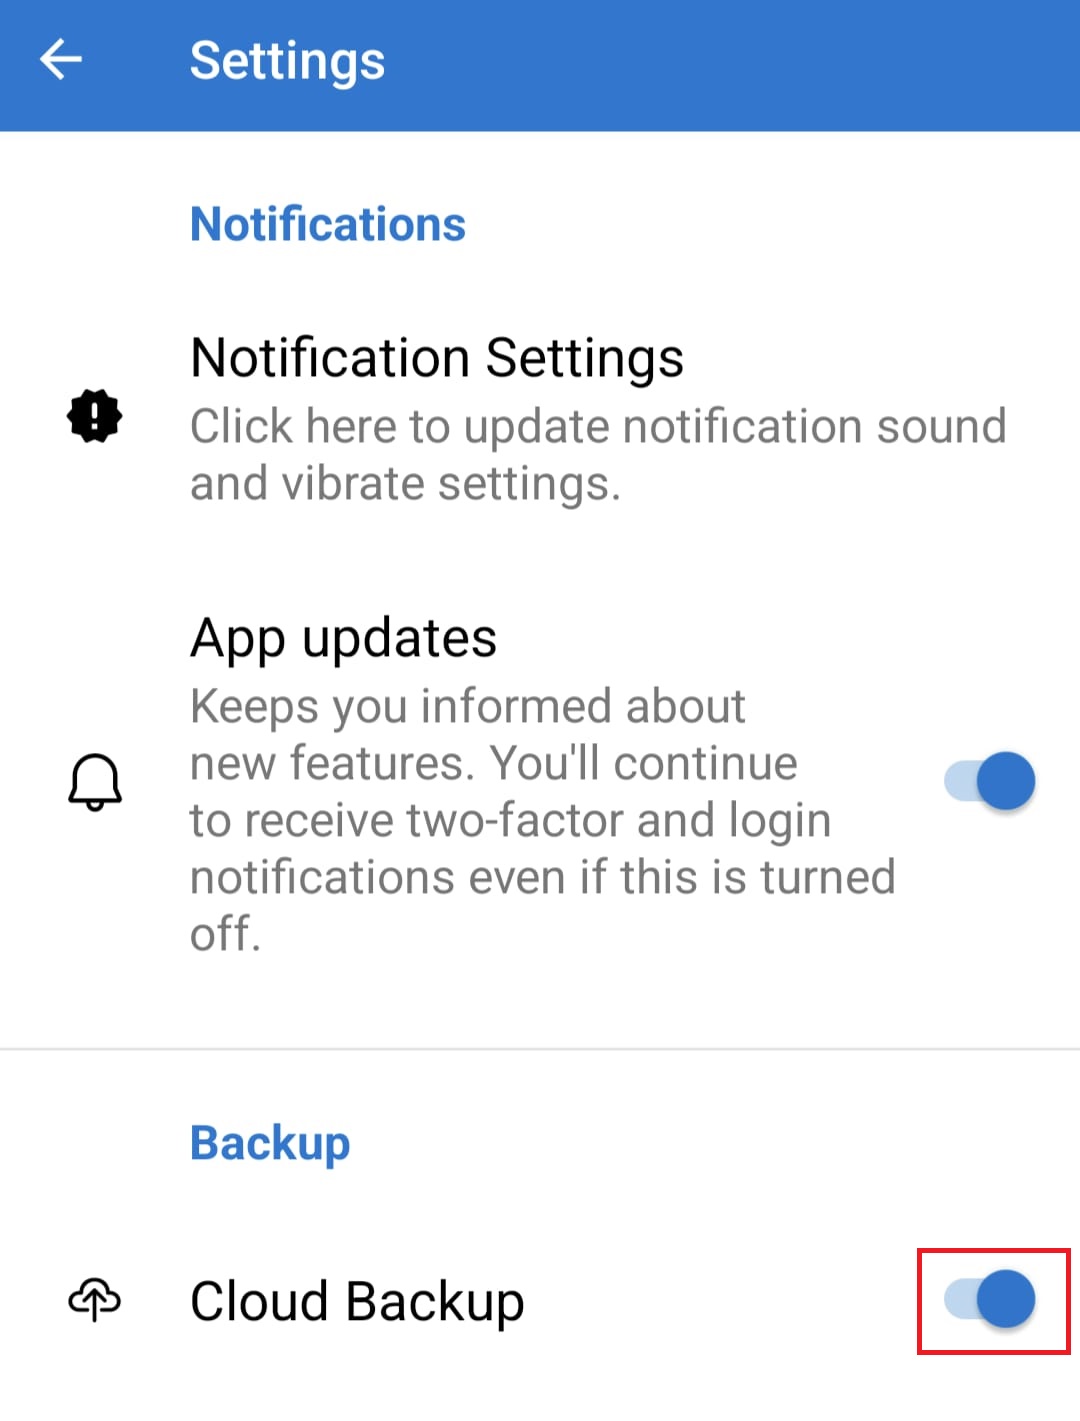 Settings
Notifications
Notification Settings
Click here to update notification sound
and vibrate settings.
App updates
Keeps you informed about
new features. You'll continue
to receive two-factor and login
notifications even if this is turned
off.
Backup
Cloud Backup